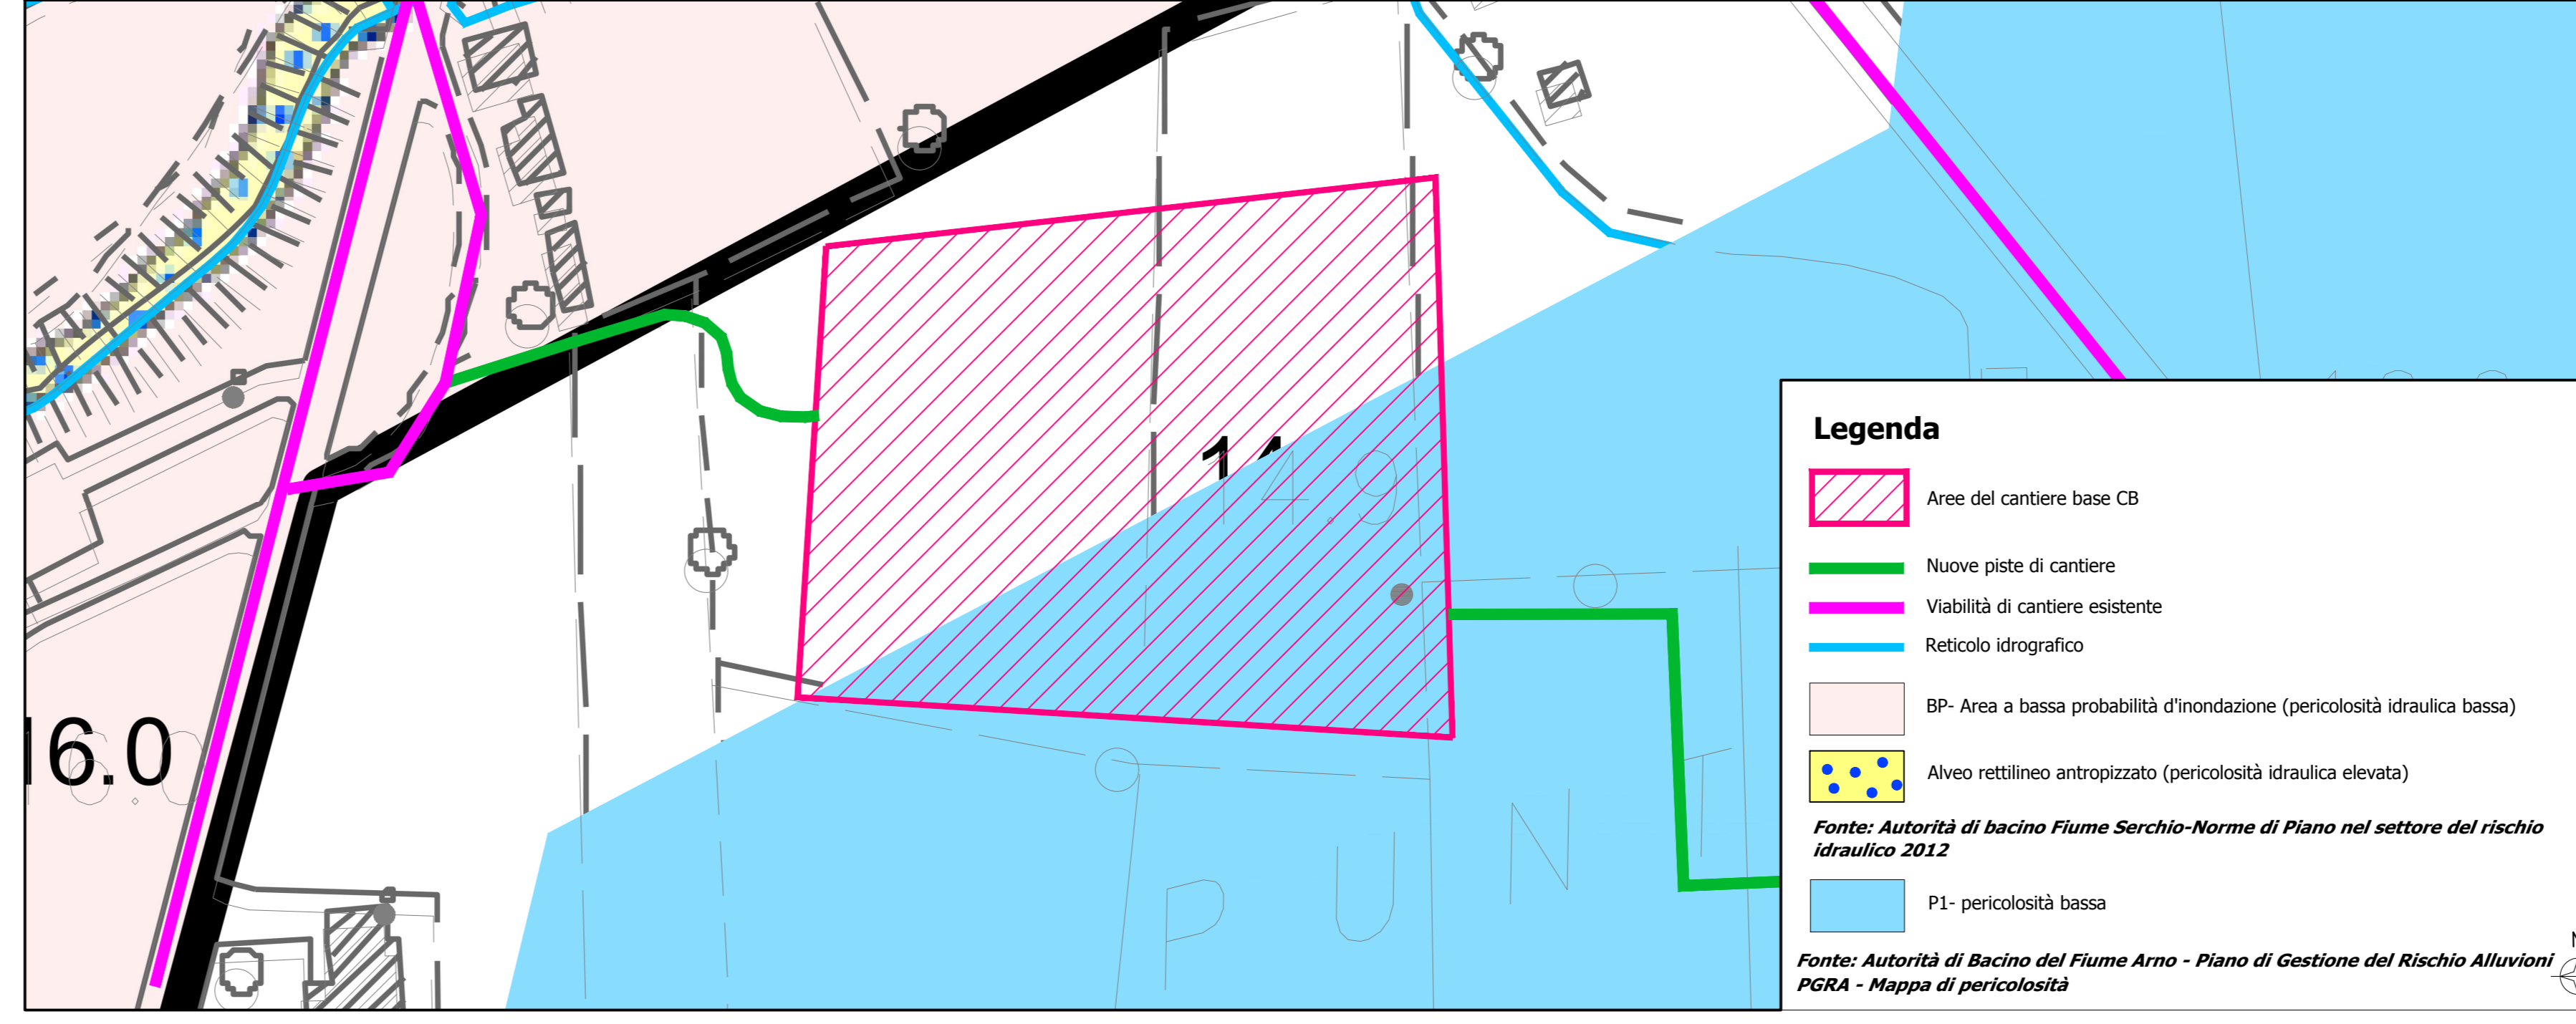 14.9
16.0
P U N T
Legenda
Aree del cantiere base CB
Nuove piste di cantiere
Viabilità di cantiere esistente
Reticolo idrografico
BP- Area a bassa probabilità d'inondazione (pericolosità idraulica bassa)
Alveo rettilineo antropizzato (pericolosità idraulica elevata)
Fonte: Autorità di bacino Fiume Serchio-Norme di Piano nel settore del rischio
idraulico 2012
P1- pericolosità bassa
N
Fonte: Autorità di Bacino del Fiume Arno - Piano di Gestione del Rischio Alluvioni
PGRA - Mappa di pericolosità